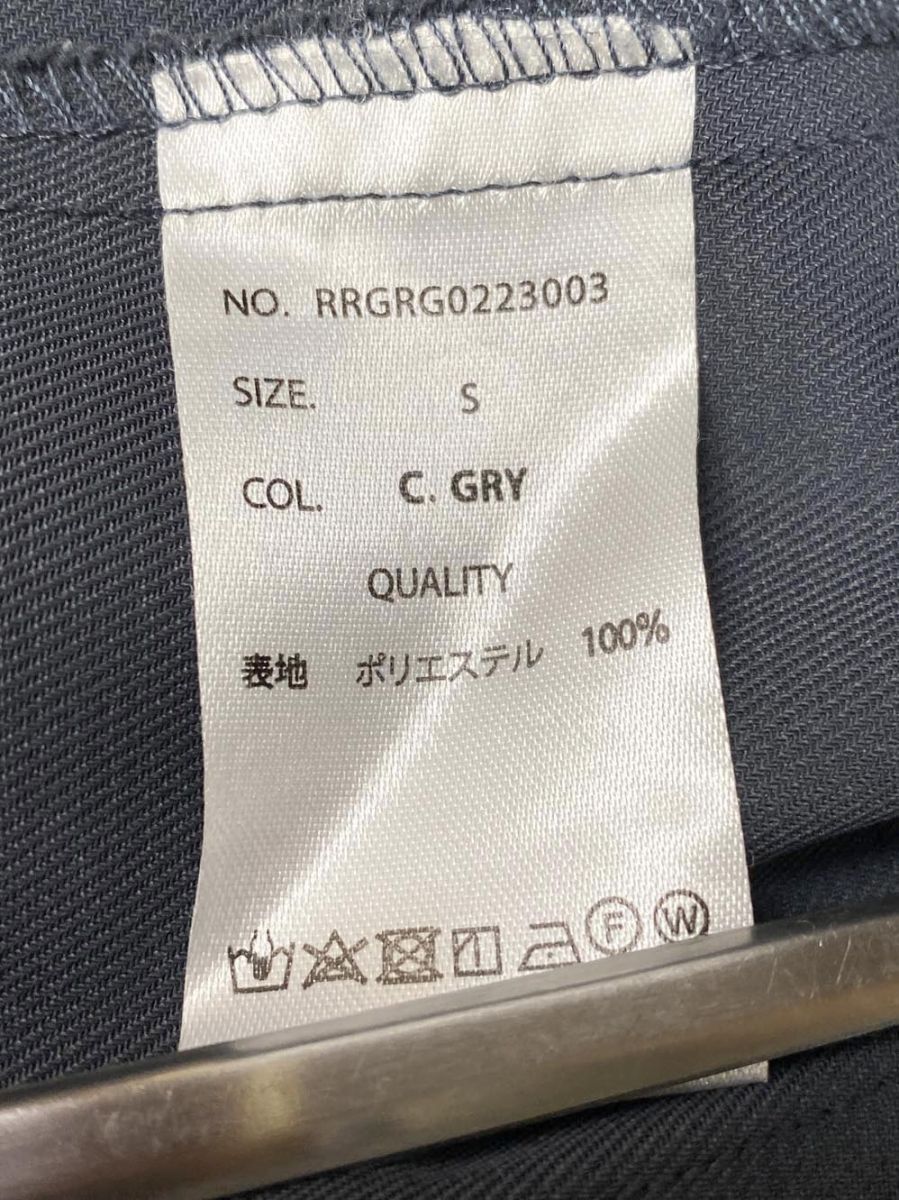 NO. RRGRG0223003
SIZE. S
COL. C. GRY
QUALITY
表地 ポリエステル 100%
F W